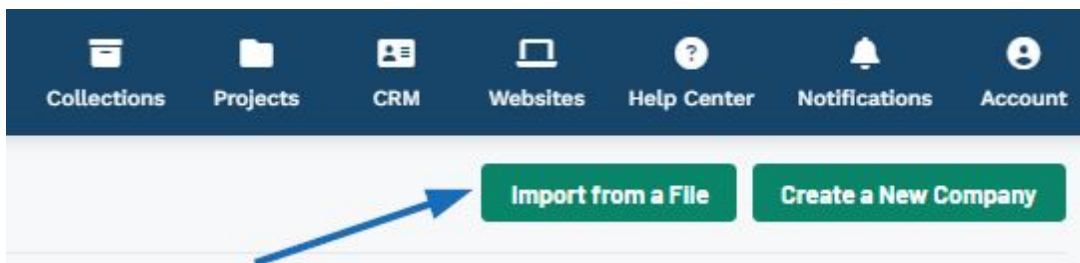 Collections Projects CRM Websites Help Center Notifications Account
Import from a File Create a New Company